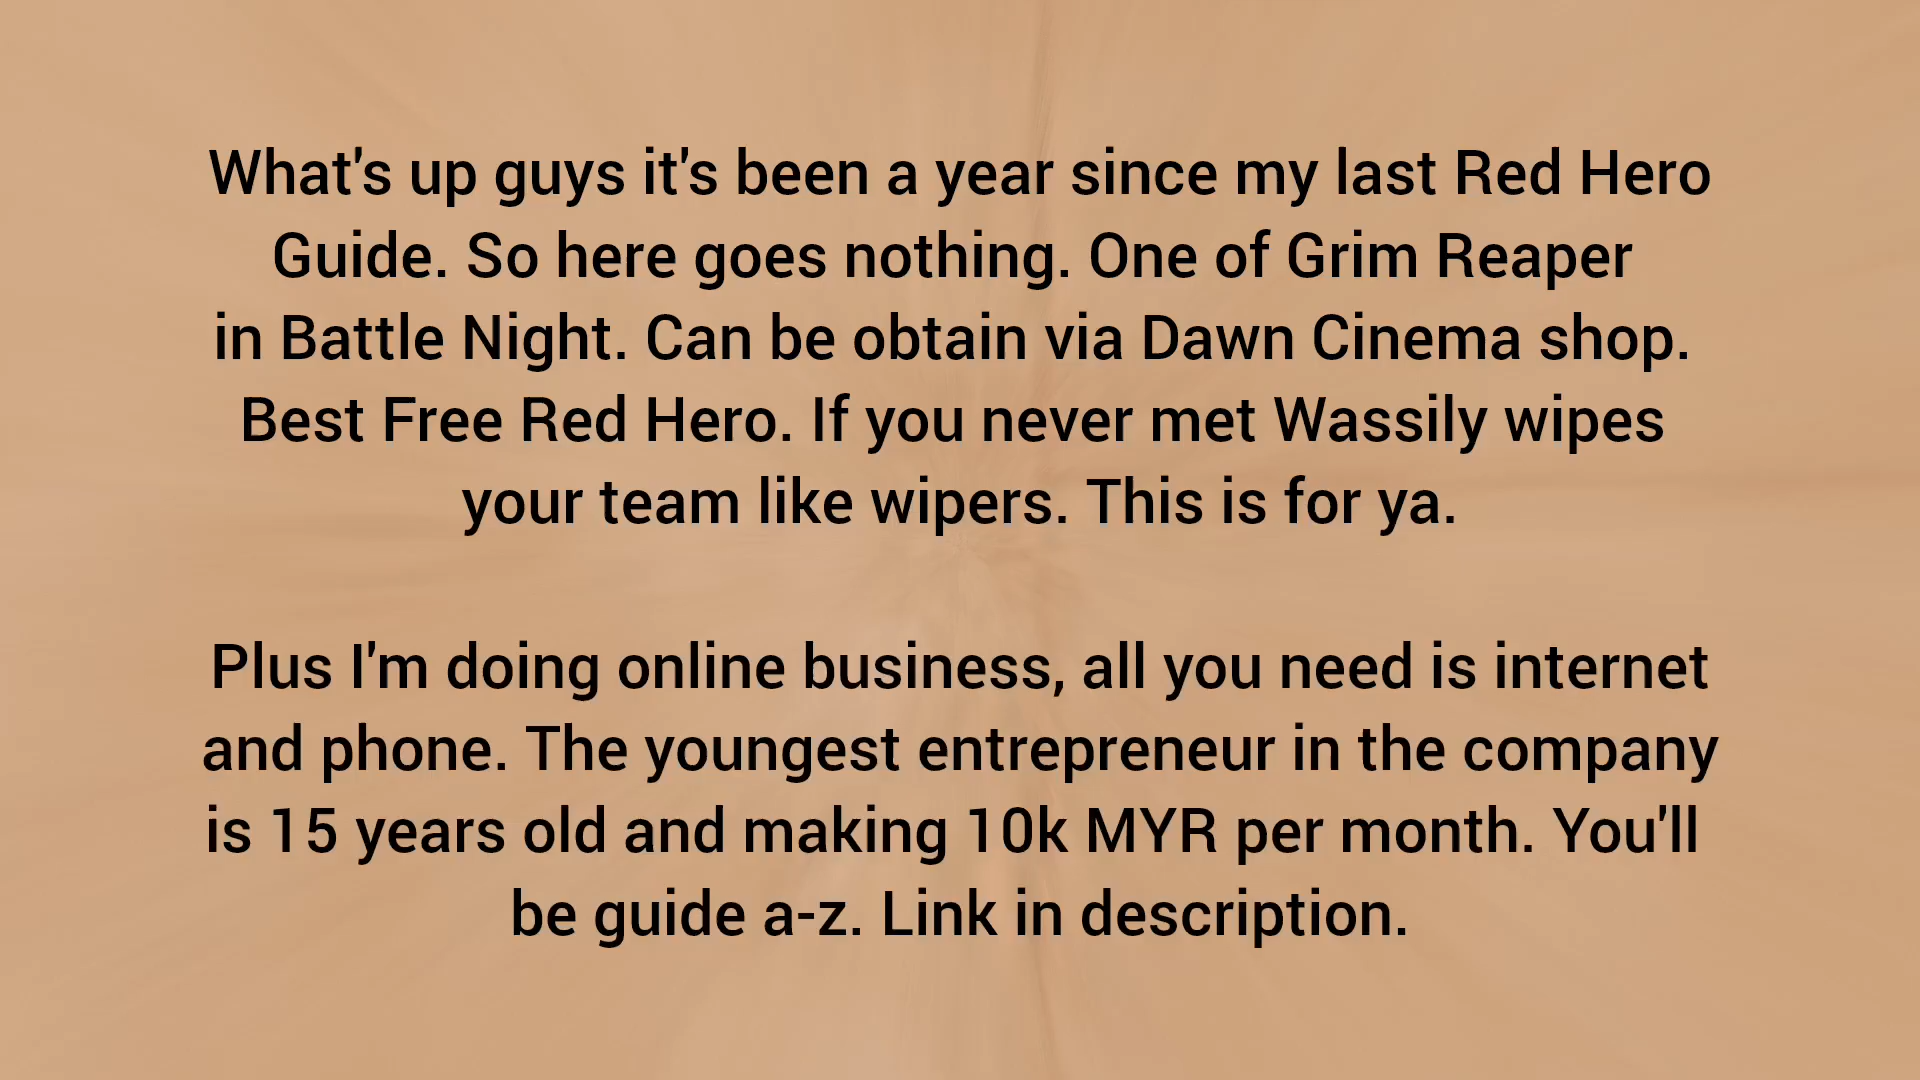 What's up guys it's been a year since my last Red Hero
Guide. So here goes nothing. One of Grim Reaper
in Battle Night. Can be obtain via Dawn Cinema shop.
Best Free Red Hero. If you never met Wassily wipes
your team like wipers. This is for ya.
Plus I'm doing online business, all you need is internet
and phone. The youngest entrepreneur in the company
is 15 years old and making 10k MYR per month. You'll
be guide a-z. Link in description.